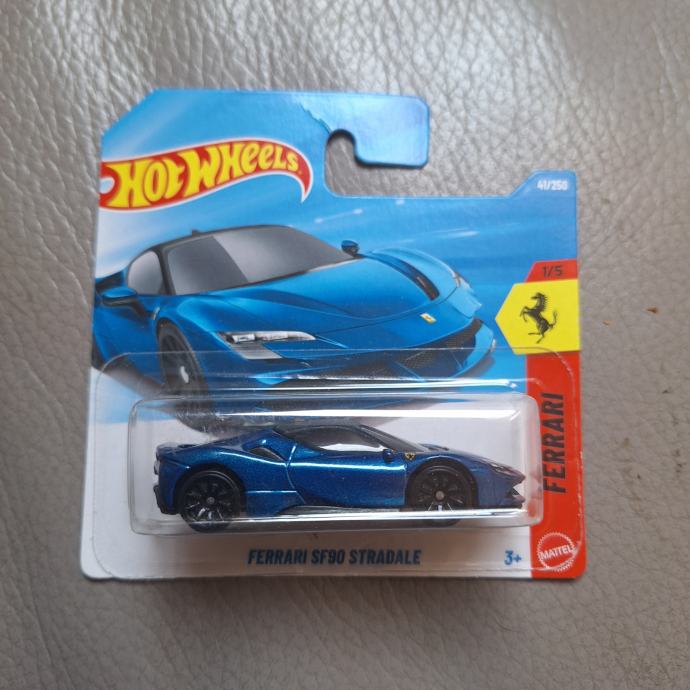 HOT WHEELS
41/250
1/5
FERRARI
FERRARI SF90 STRADALE
3+
MATTEL